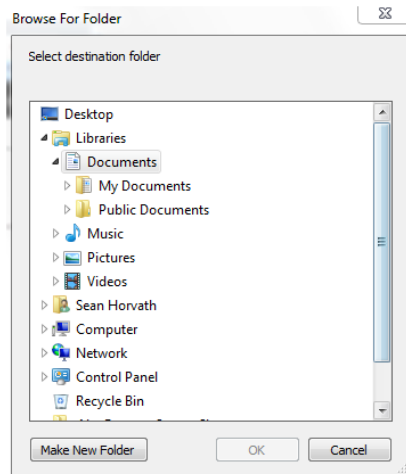 Browse For Folder
Select destination folder
Desktop
Libraries
Documents
My Documents
Public Documents
Music
Pictures
Videos
Sean Horvath
Computer
Network
Control Panel
Recycle Bin
Make New Folder
OK
Cancel